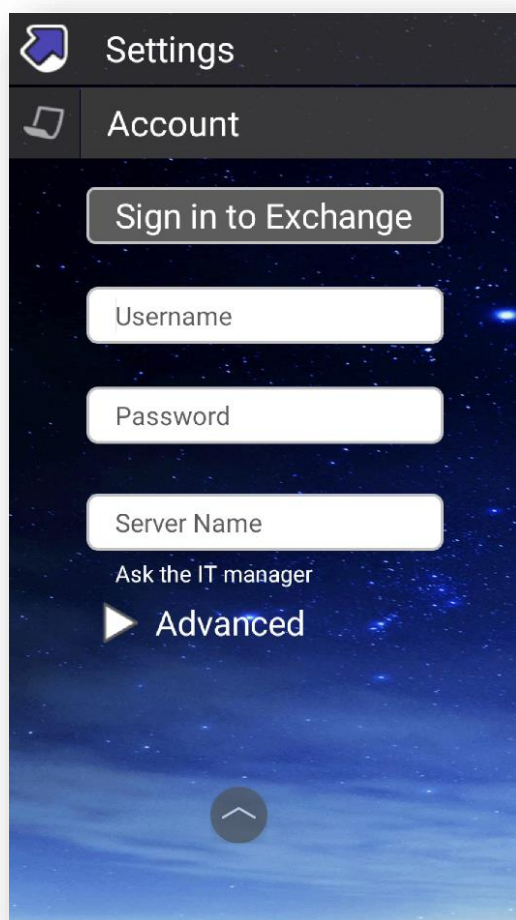 Settings
Account
Sign in to Exchange
Username
Password
Server Name
Ask the IT manager
Advanced